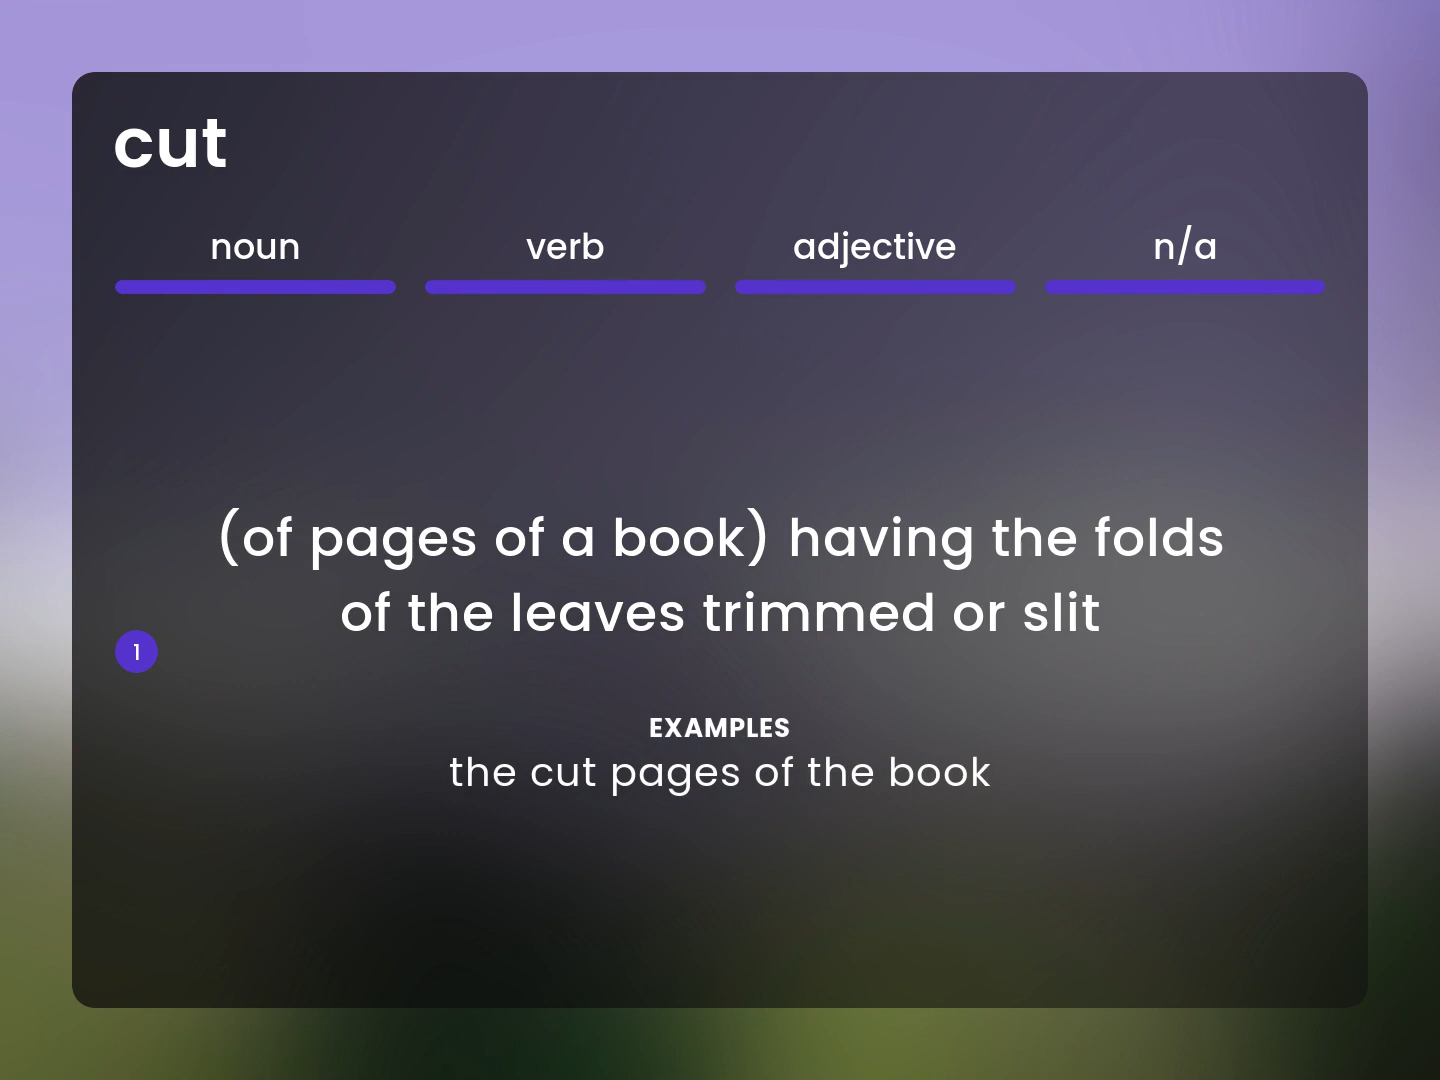 cut
noun verb adjective n/a
(of pages of a book) having the folds
of the leaves trimmed or slit
1
EXAMPLES
the cut pages of the book